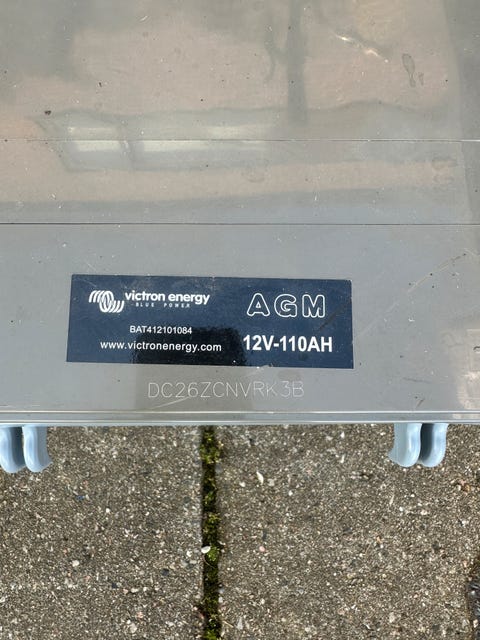 victron energy
BLUE POWER
AGM
BAT412101084
www.victronenergy.com
12V-110AH
DC26ZCNVRK3B